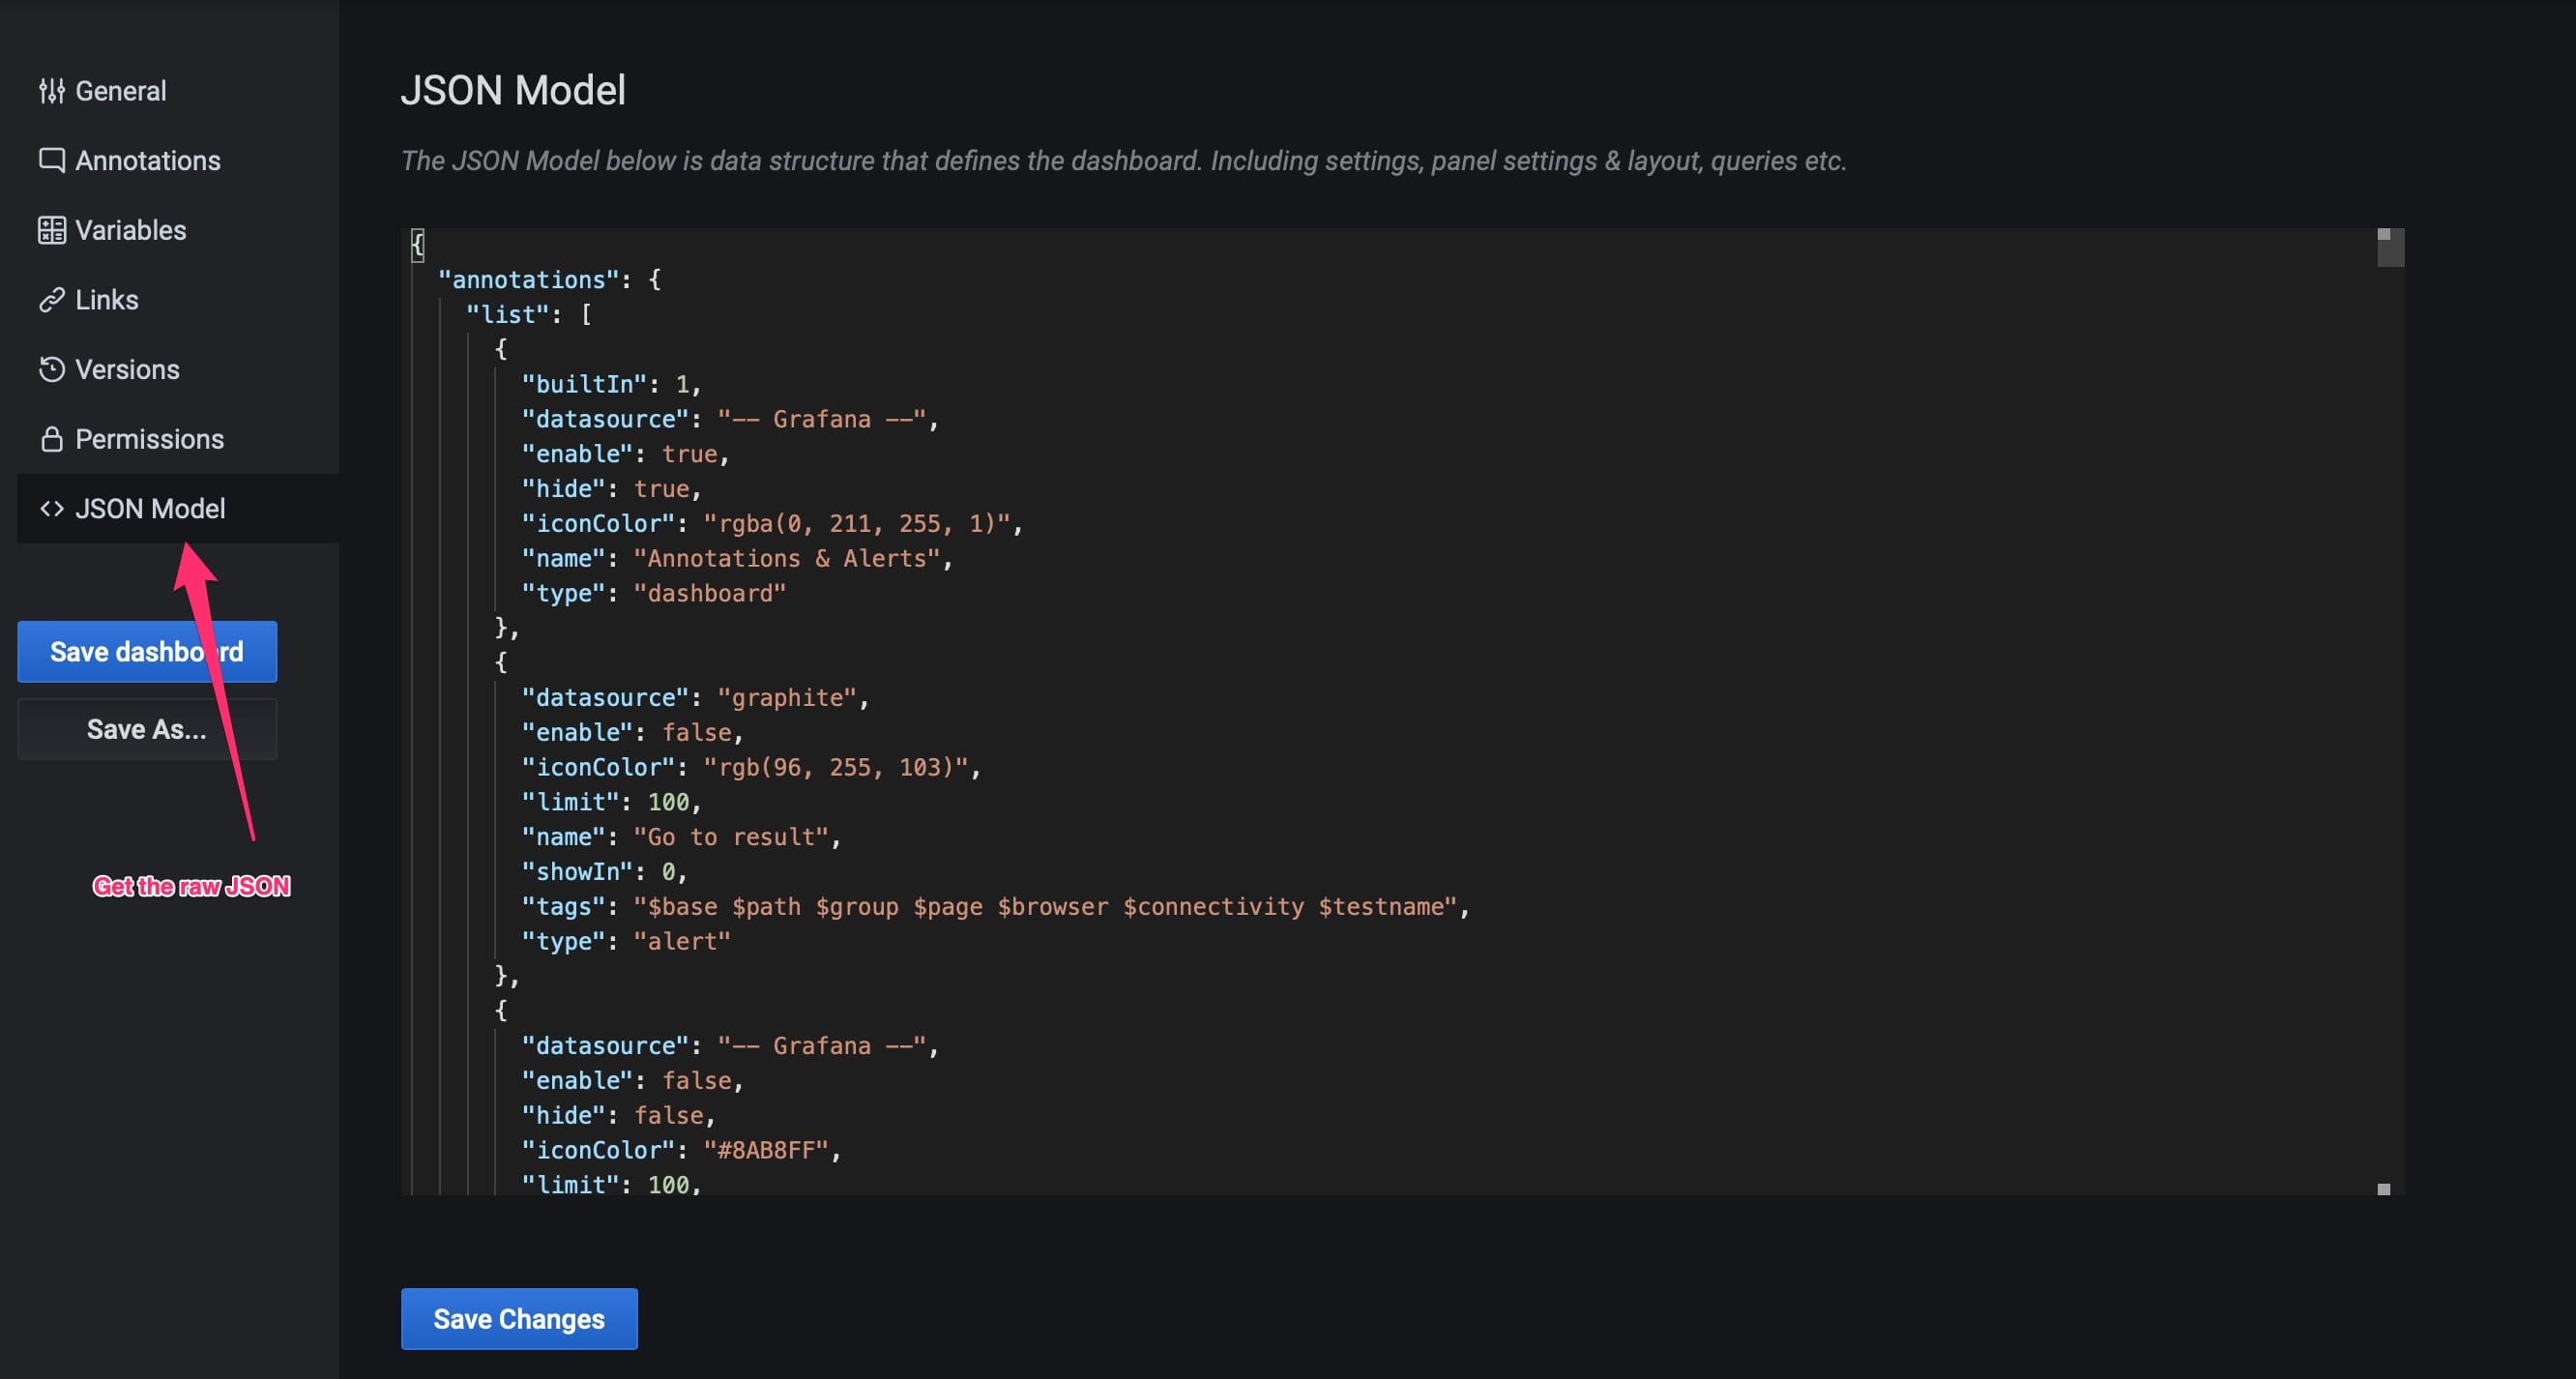 General
Annotations
Variables
Links
Versions
Permissions
<> JSON Model
Save dashboard
Save As...
Get the raw JSON
JSON Model
The JSON Model below is data structure that defines the dashboard. Including settings, panel settings & layout, queries etc.
{
"annotations": {
"list": [
{
"builtIn": 1,
"datasource": "-- Grafana --",
"enable": true,
"hide": true,
"iconColor": "rgba(0, 211, 255, 1)",
"name": "Annotations & Alerts",
"type": "dashboard"
},
{
"datasource": "graphite",
"enable": false,
"iconColor": "rgb(96, 255, 103)",
"limit": 100,
"name": "Go to result",
"showIn": 0,
"tags": "$base $path $group $page $browser $connectivity $testname",
"type": "alert"
},
{
"datasource": "-- Grafana --",
"enable": false,
"hide": false,
"iconColor": "#8AB8FF",
"limit": 100,
Save Changes